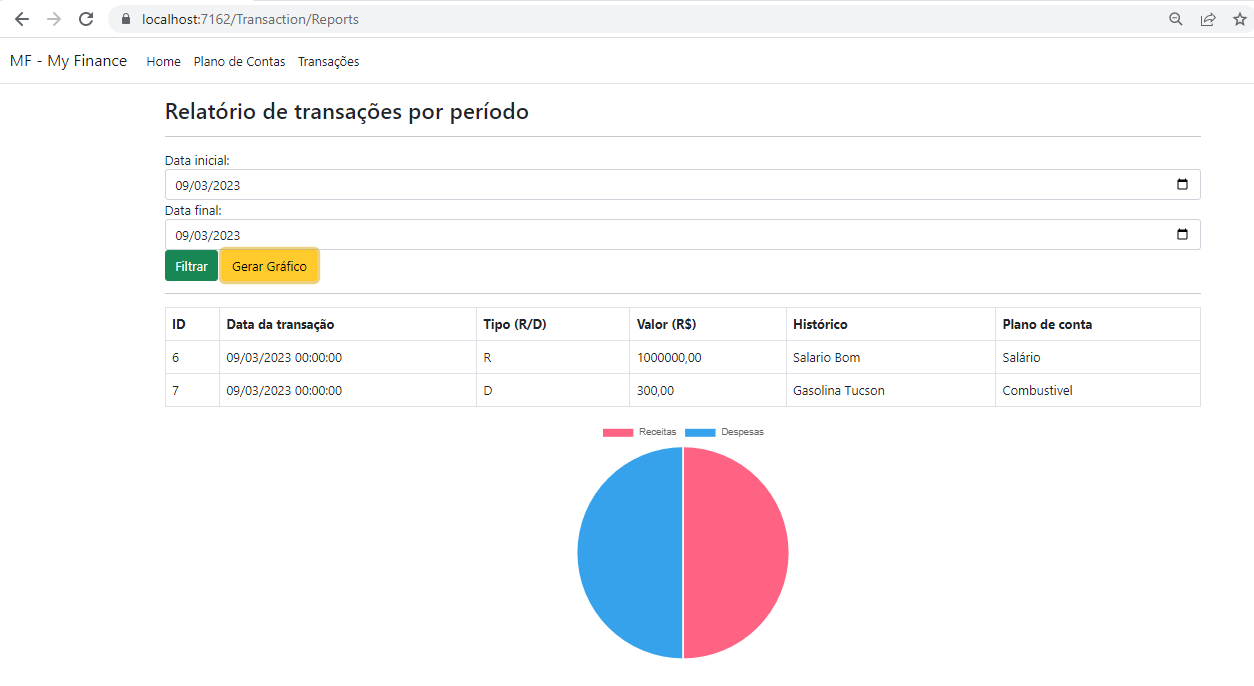 localhost:7162/Transaction/Reports
MF - My Finance Home Plano de Contas Transações
Relatório de transações por período
Data inicial:
09/03/2023
Data final:
09/03/2023
Filtrar Gerar Gráfico
ID Data da transação Tipo (R/D) Valor (R$) Histórico Plano de conta
6 09/03/2023 00:00:00 R 1000000,00 Salario Bom Salário
7 09/03/2023 00:00:00 D 300,00 Gasolina Tucson Combustivel
Receitas Despesas